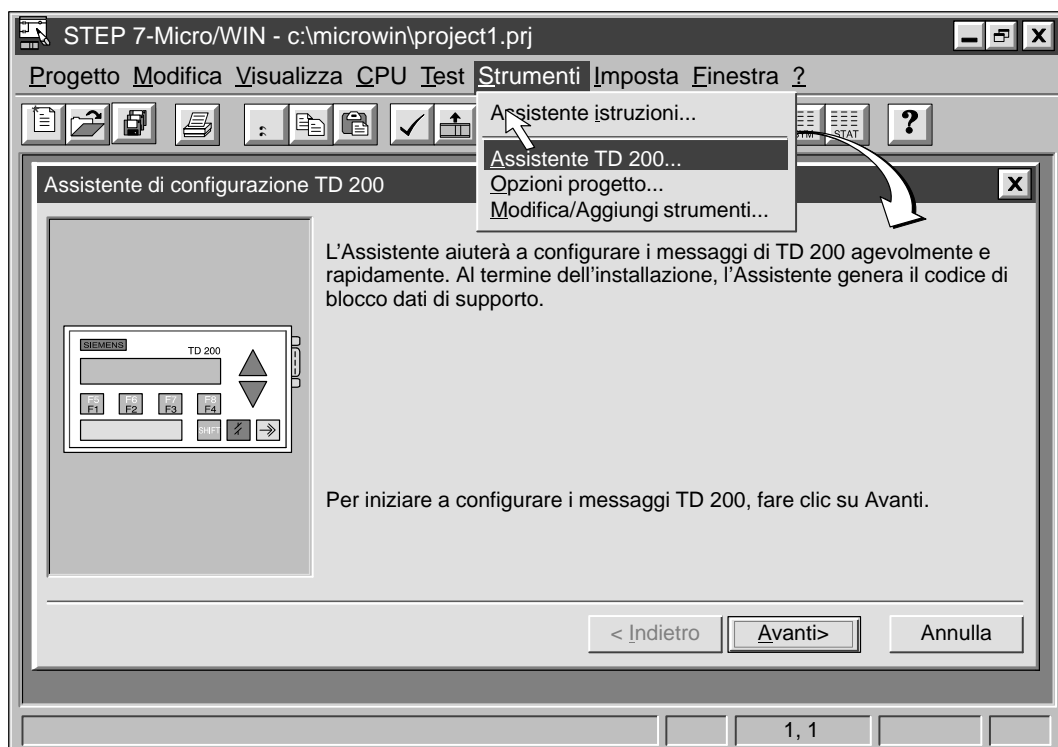 STEP 7-Micro/WIN - c:\microwin\project1.prj
Progetto Modifica Visualizza CPU Test Strumenti Imposta Finestra ?
Assistente istruzioni...
Assistente TD 200...
Opzioni progetto...
Modifica/Aggiungi strumenti...
STAT
?
Assistente di configurazione TD 200
L'Assistente aiuterà a configurare i messaggi di TD 200 agevolmente e
rapidamente. Al termine dell'installazione, l'Assistente genera il codice di
blocco dati di supporto.
SIEMENS
TD 200
F5 F6 F7 F8
F1 F2 F3 F4
SHIFT
Per iniziare a configurare i messaggi TD 200, fare clic su Avanti.
< Indietro
Avanti>
Annulla
1, 1